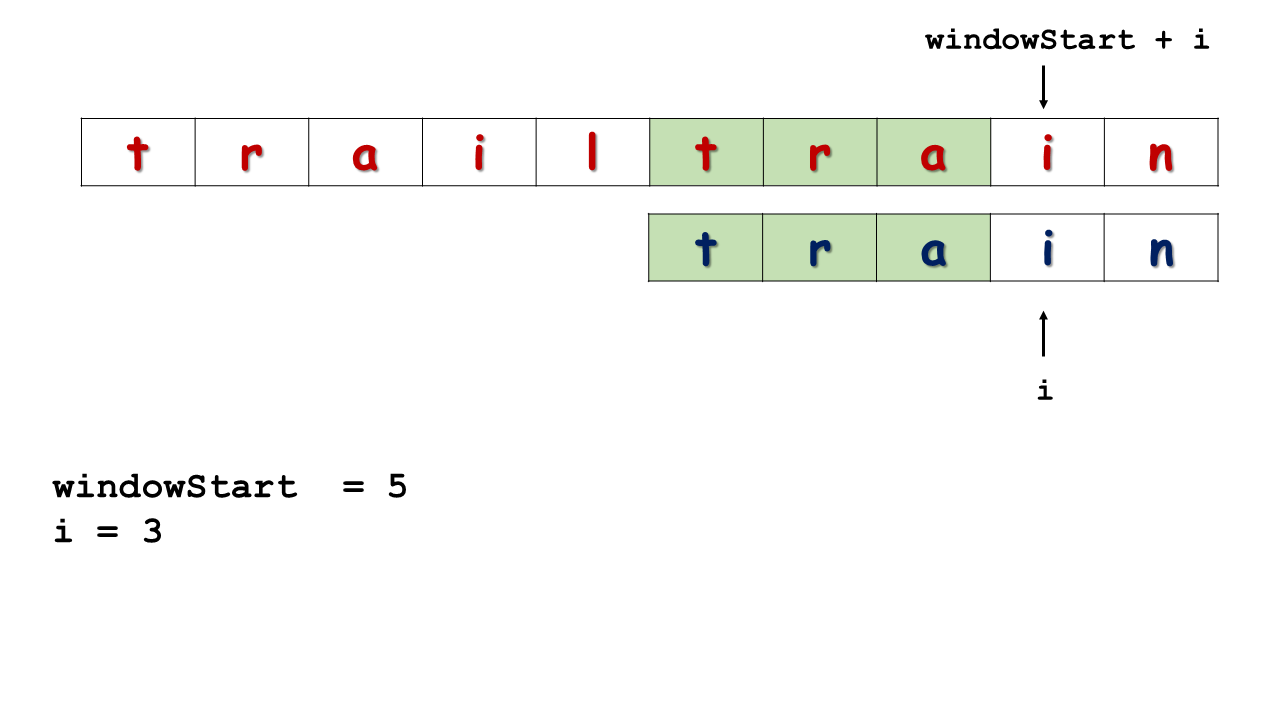 windowStart + i
t r a i l t r a i n
t r a i n
i
windowStart = 5
i = 3